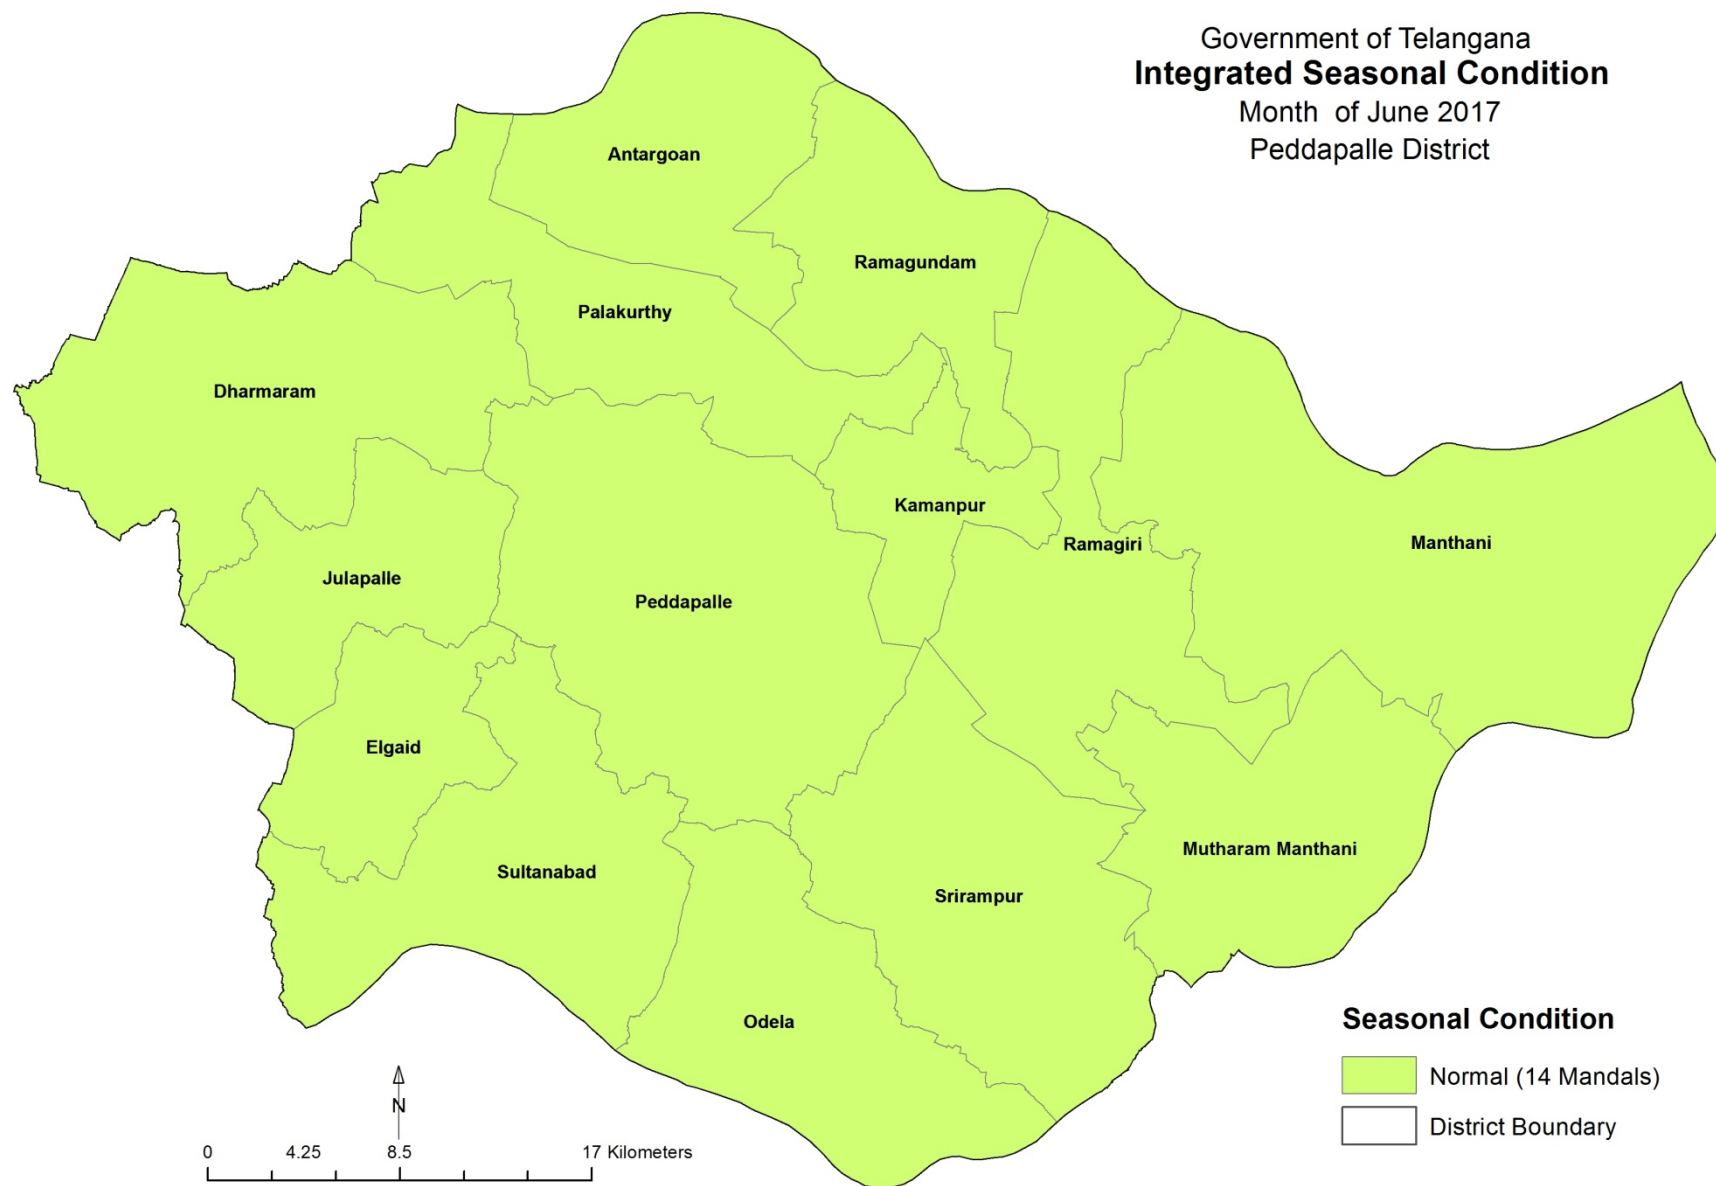 Government of Telangana
Integrated Seasonal Condition
Month of June 2017
Peddapalle District
Antargoan
Ramagundam
Palakurthy
Dharmaram
Kamanpur
Ramagiri
Manthani
Julapalle
Peddapalle
Elgaid
Mutharam Manthani
Sultanabad
Srirampur
Odela
Seasonal Condition
Normal (14 Mandals)
District Boundary
N
0 4.25 8.5 17 Kilometers